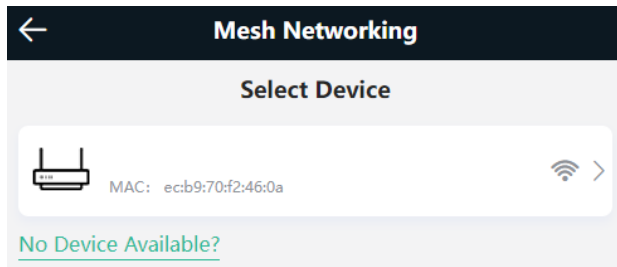 Mesh Networking
Select Device
MAC: ec:b9:70:f2:46:0a
No Device Available?